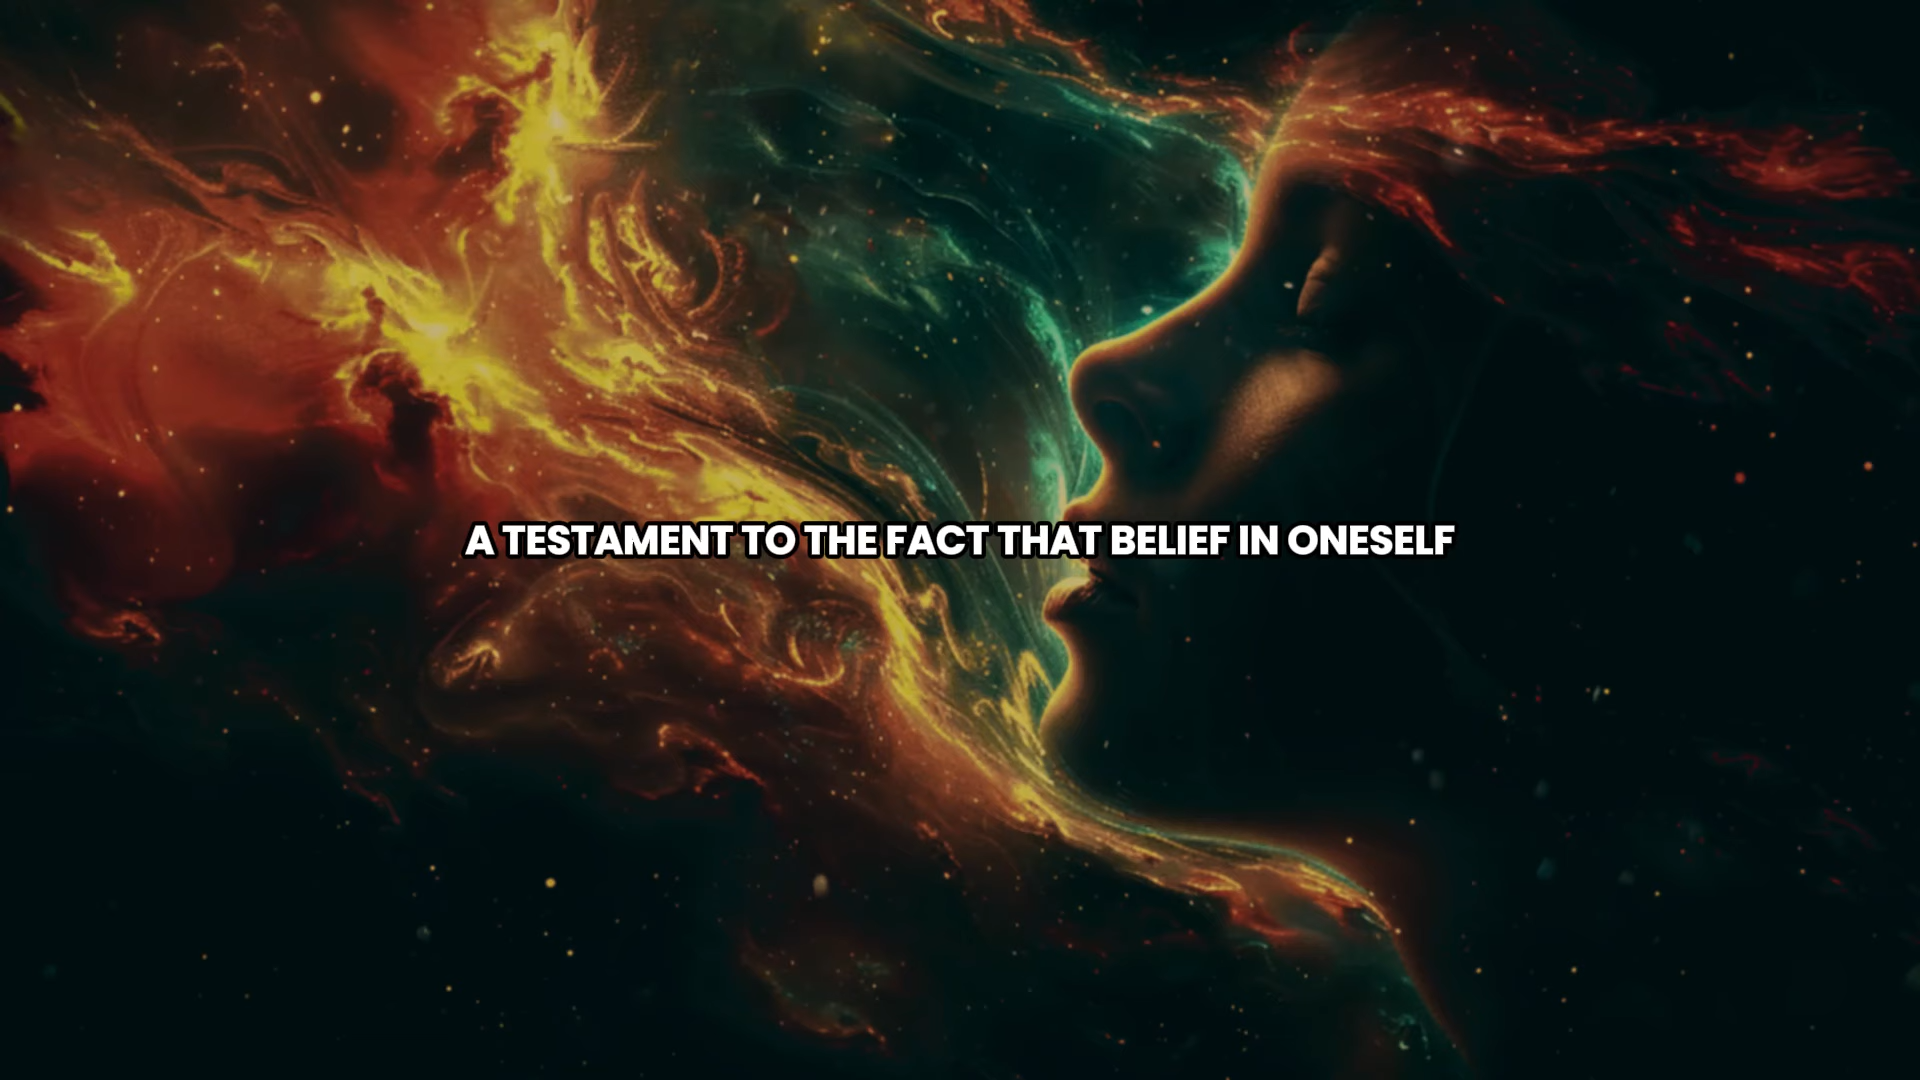 A TESTAMENT TO THE FACT THAT BELIEF IN ONESELF